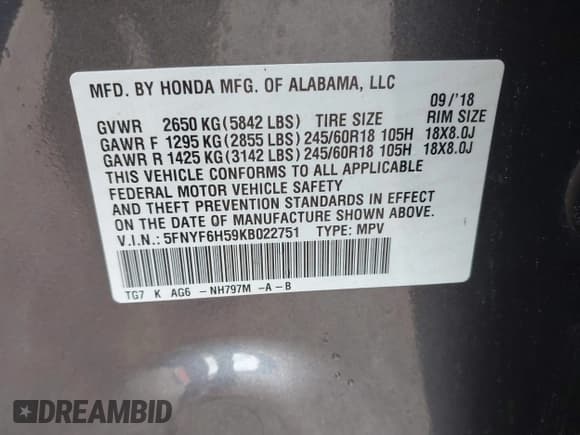 MFD. BY HONDA MFG. OF ALABAMA, LLC
09/'18
GVWR 2650 KG(5842 LBS) TIRE SIZE RIM SIZE
GAWR F 1295 KG(2855 LBS) 245/60R18 105H 18X8.0J
GAWR R 1425 KG(3142 LBS) 245/60R18 105H 18X8.0J
THIS VEHICLE CONFORMS TO ALL APPLICABLE
FEDERAL MOTOR VEHICLE SAFETY
AND THEFT PREVENTION STANDARDS IN EFFECT
ON THE DATE OF MANUFACTURE SHOWN ABOVE.
V.I.N.: 5FNYF6H59KB022751 TYPE: MPV
TG7 K AG6 -NH797M -A-B
DREAMBID